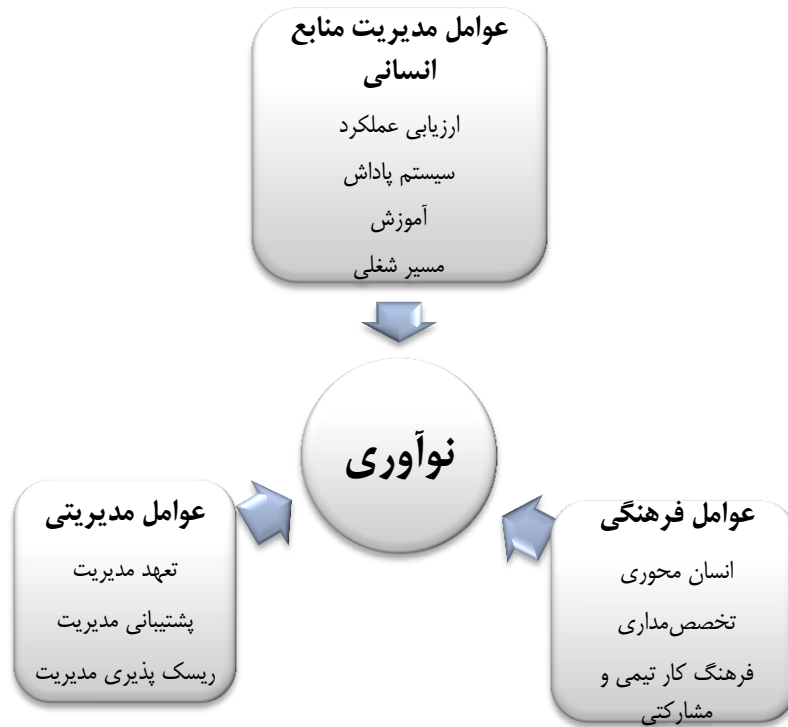 عوامل مدیریت منابع
انسانی
ارزیابی عملکرد
سیستم پاداش
آموزش
مسیر شغلی
نوآوری
عوامل فرهنگی
انسان محوری
تخصص‌مداری
فرهنگ کار تیمی و
مشارکتی
عوامل مدیریتی
تعهد مدیریت
پشتیبانی مدیریت
ریسک پذیری مدیریت